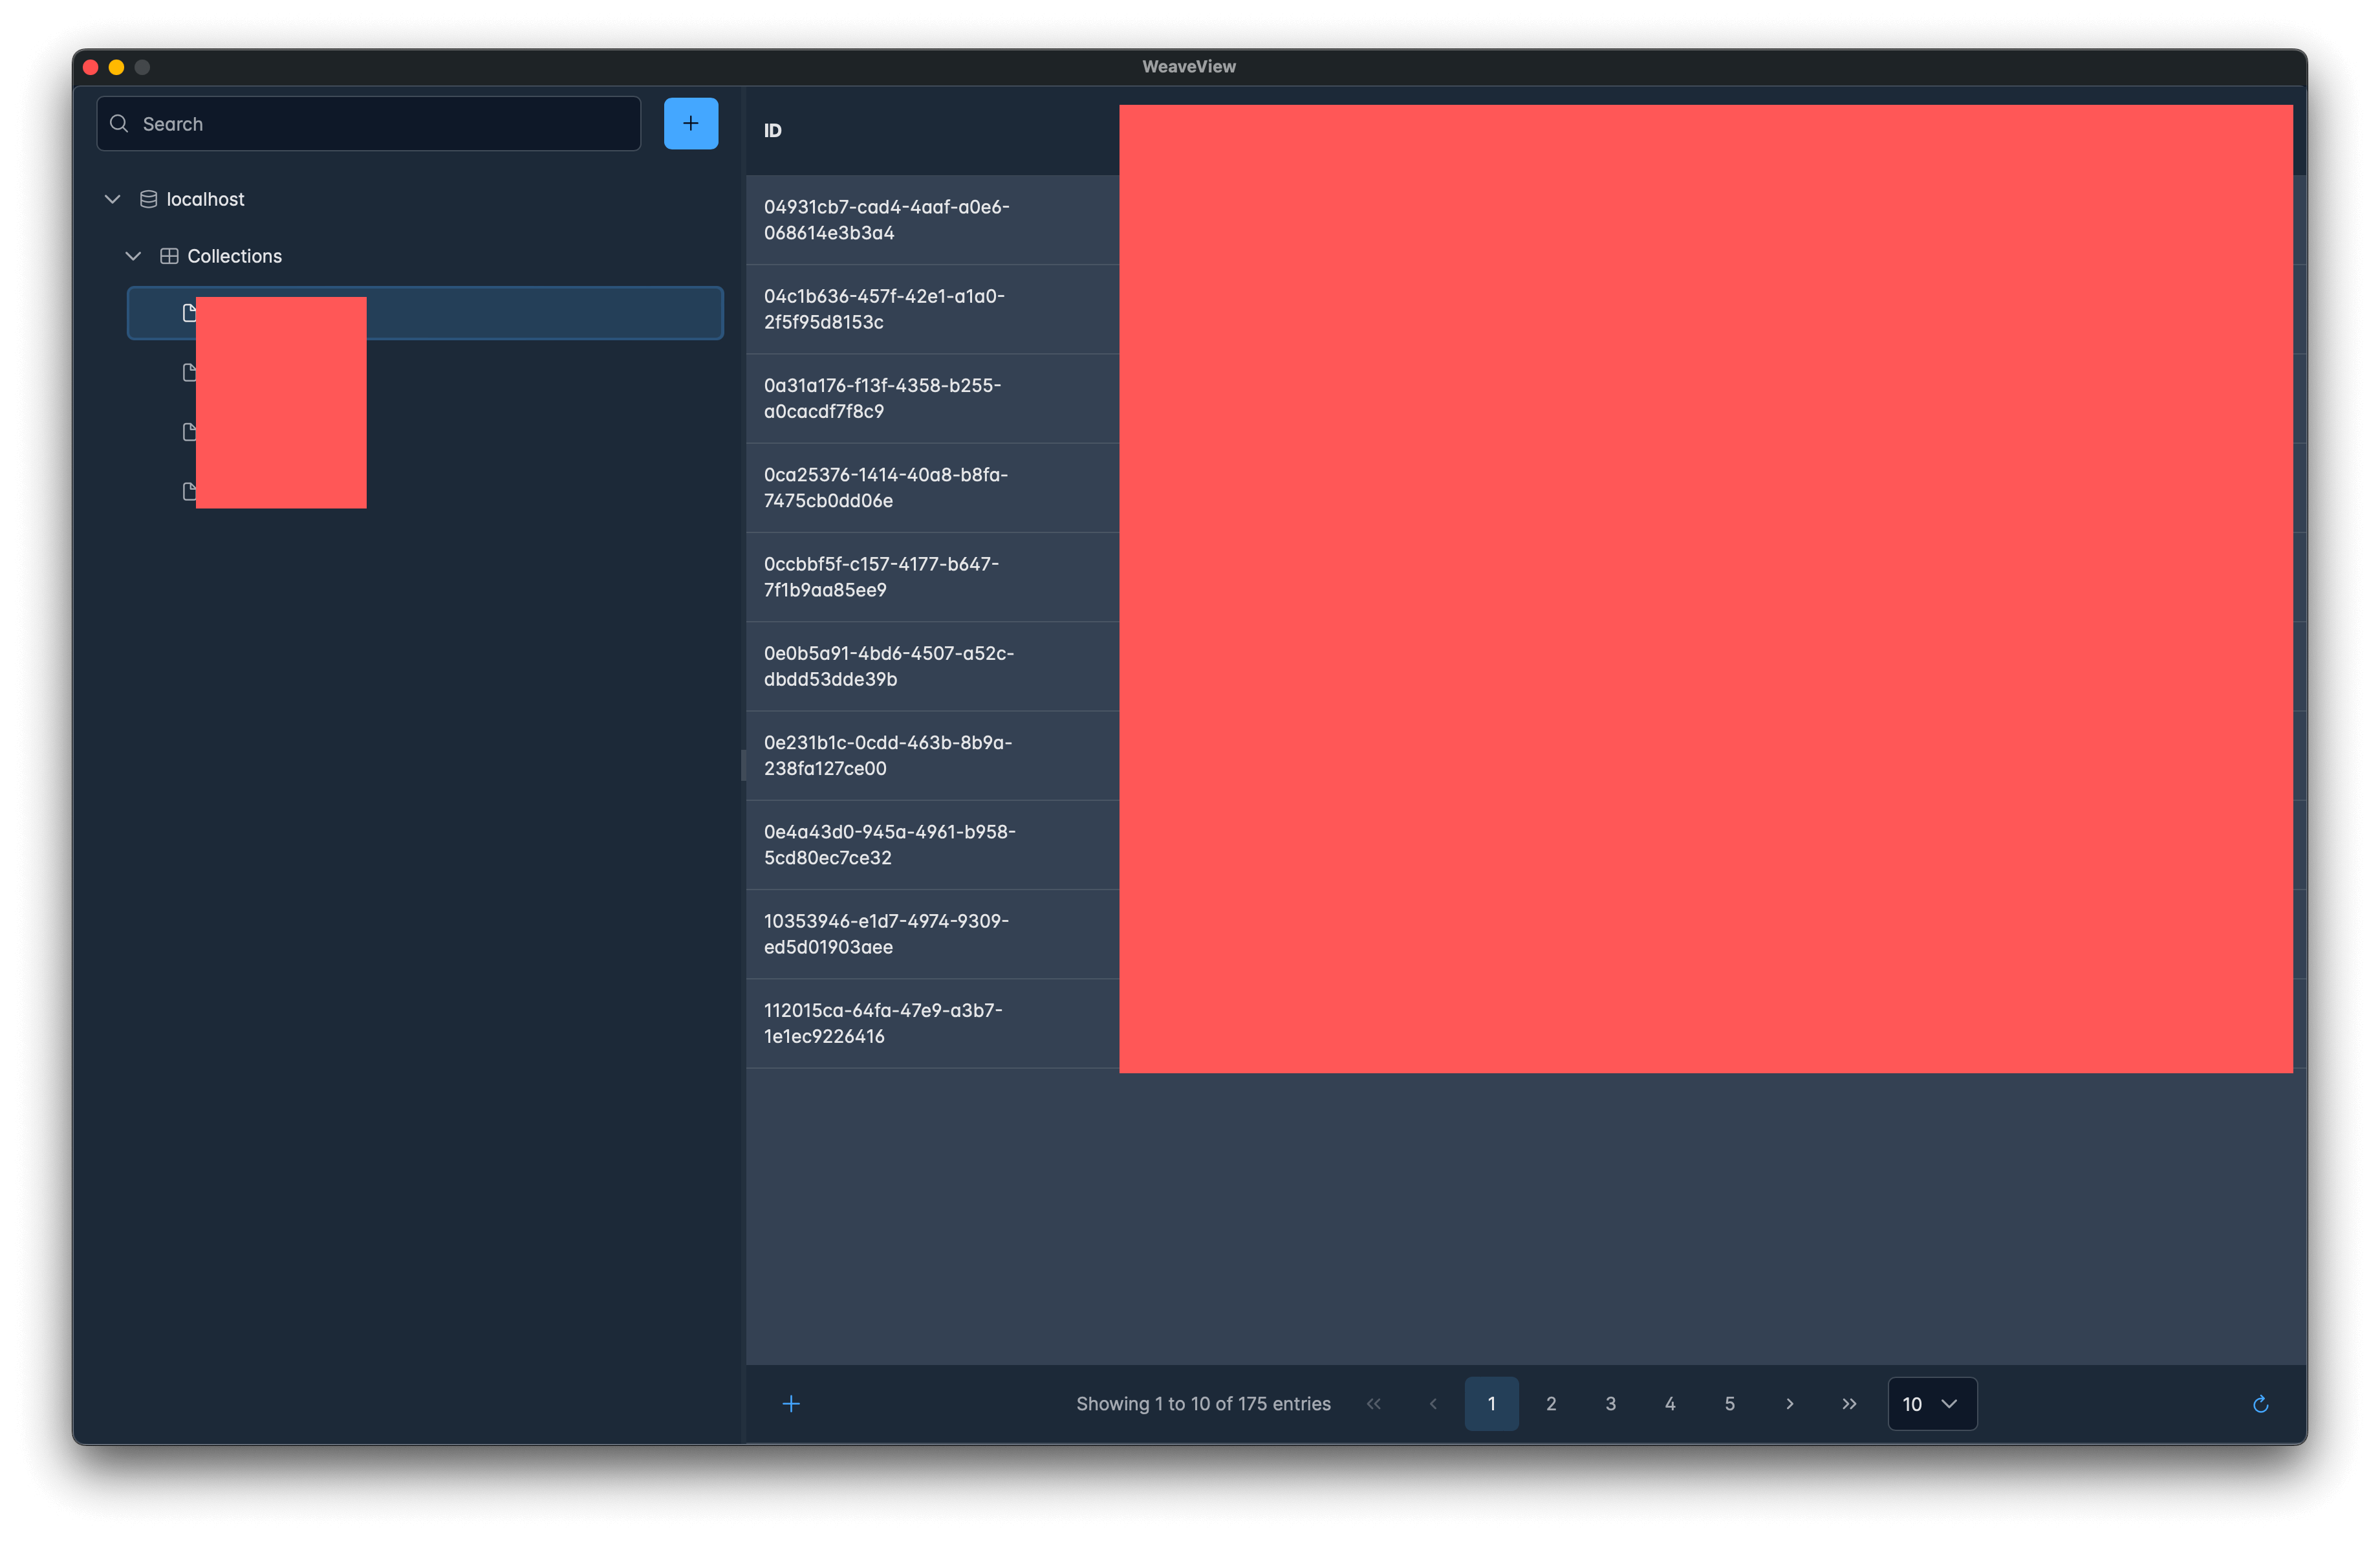 WeaveView
Search
localhost
Collections
ID
04931cb7-cad4-4aaf-a0e6-
068614e3b3a4
04c1b636-457f-42e1-a1a0-
2f5f95d8153c
0a31a176-f13f-4358-b255-
a0cacdf7f8c9
0ca25376-1414-40a8-b8fa-
7475cb0dd06e
0ccbbf5f-c157-4177-b647-
7f1b9aa85ee9
0e0b5a91-4bd6-4507-a52c-
dbdd53dde39b
0e231b1c-0cdd-463b-8b9a-
238fa127ce00
0e4a43d0-945a-4961-b958-
5cd80ec7ce32
10353946-e1d7-4974-9309-
ed5d01903aee
112015ca-64fa-47e9-a3b7-
1e1ec9226416
Showing 1 to 10 of 175 entries « ‹ 1 2 3 4 5 › » 10